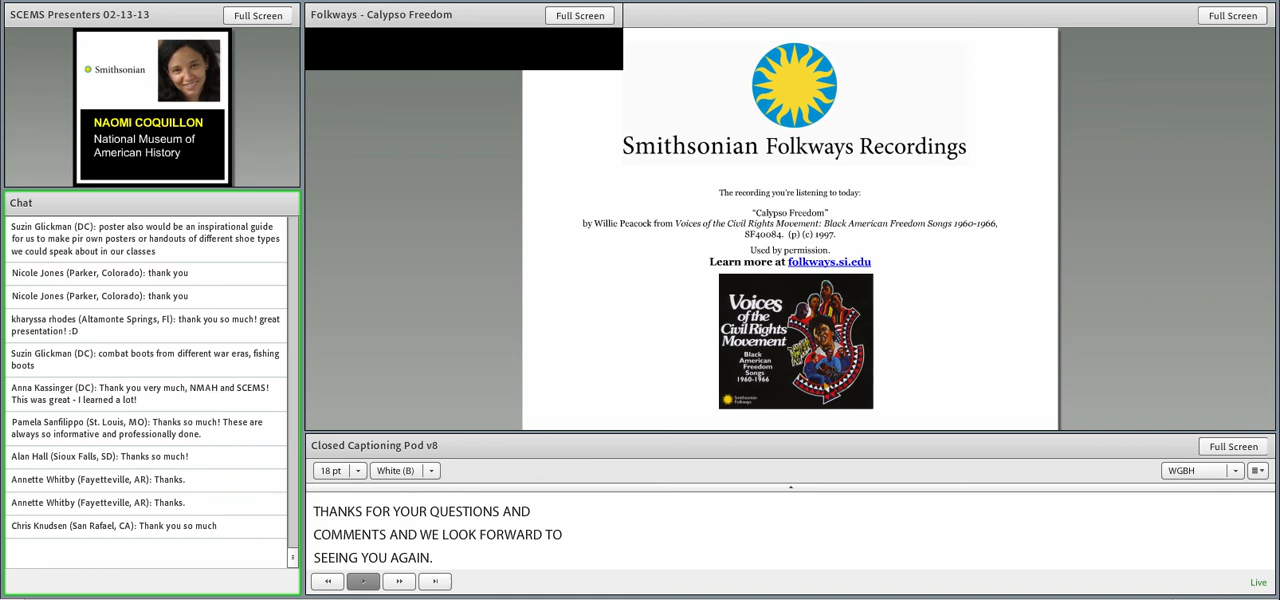 SCEMS Presenters 02-13-13
Full Screen
Smithsonian
NAOMI COQUILLON
National Museum of
American History
Chat
Suzin Glickman (DC): poster also would be an inspirational guide
for us to make pir own posters or handouts of different shoe types
we could speak about in our classes
Nicole Jones (Parker, Colorado): thank you
Nicole Jones (Parker, Colorado): thank you
kharyssa rhodes (Altamonte Springs, Fl): thank you so much! great
presentation! :D
Suzin Glickman (DC): combat boots from different war eras, fishing
boots
Anna Kassinger (DC): Thank you very much, NMAH and SCEMS!
This was great - I learned a lot!
Pamela Sanfilippo (St. Louis, MO): Thanks so much! These are
always so informative and professionally done.
Alan Hall (Sioux Falls, SD): Thanks so much!
Annette Whitby (Fayetteville, AR): Thanks.
Annette Whitby (Fayetteville, AR): Thanks.
Chris Knudsen (San Rafael, CA): Thank you so much
Folkways - Calypso Freedom
Full Screen
Full Screen
Smithsonian Folkways Recordings
The recording you're listening to today:
"Calypso Freedom"
by Willie Peacock from Voices of the Civil Rights Movement: Black American Freedom Songs 1960-1966,
SF40084. (p) (c) 1997.
Used by permission.
Learn more at folkways.si.edu
Voices
of the
Civil Rights
Movement
Black
American
Freedom
Songs
1960-1966
Smithsonian
Folkways
Closed Captioning Pod v8
Full Screen
18 pt
White (B)
WGBH
THANKS FOR YOUR QUESTIONS AND
COMMENTS AND WE LOOK FORWARD TO
SEEING YOU AGAIN.
Live